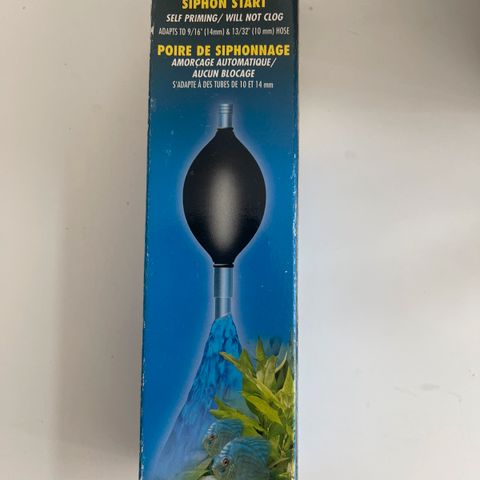 SIPHON START
SELF PRIMING/ WILL NOT CLOG
ADAPTS TO 9/16" (14mm) & 13/32" (10 mm) HOSE
POIRE DE SIPHONNAGE
AMORÇAGE AUTOMATIQUE/
AUCUN BLOCAGE
S'ADAPTE À DES TUBES DE 10 ET 14 mm